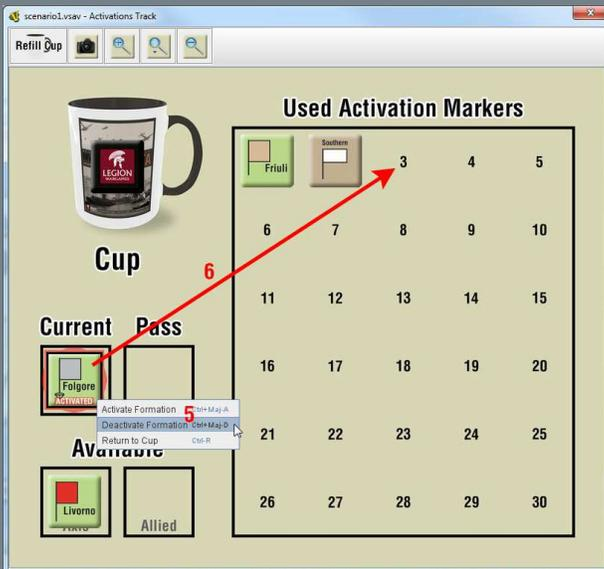 scenario1.vsav - Activations Track
Refill Cup
Used Activation Markers
LEGION
WARGAMES
Friuli
Southern
3 4 5
6 7 8 9 10
Cup
6
11 12 13 14 15
Current Pass
Folgore
ACTIVATED
16 17 18 19 20
Activate Formation Ctrl+Maj-A
5
Deactivate Formation Ctrl+Maj-D
Return to Cup Ctrl-R
21 22 23 24 25
Available
Livorno
Axis
Allied
26 27 28 29 30